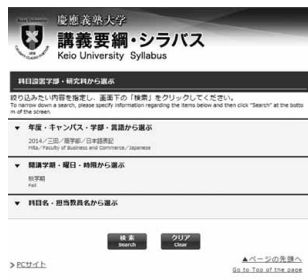 慶應義塾大学
講義要綱・シラバス
Keio University Syllabus
科目設置学部・研究科から選ぶ
絞り込みたい内容を指定し、画面下の「検索」をクリックしてください。
To narrow down a search, please specify information regarding the items below and then click "Search" at the bottom of the screen.
▼ 年度・キャンパス・学部・言語から選ぶ
2014／三田／商学部／日本語表記
Mita／Faculty of Business and Commerce／Japanese
▼ 開講学期・曜日・時限から選ぶ
秋学期
Fall
▼ 科目名・担当教員名から選ぶ
検索 クリア
Search Clear
> PCサイト
▲ページの先頭へ
Go to Top of the page